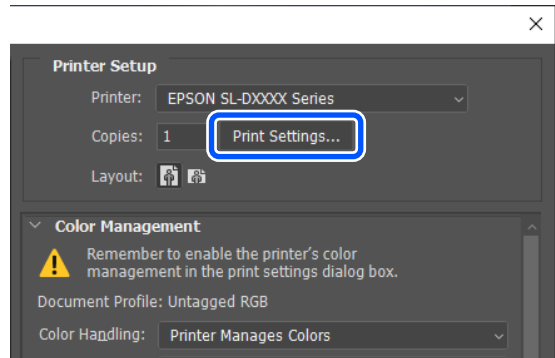 Printer Setup
Printer: EPSON SL-DXXXX Series
Copies: 1 Print Settings...
Layout:
Color Management
Remember to enable the printer's color
management in the print settings dialog box.
Document Profile: Untagged RGB
Color Handling: Printer Manages Colors